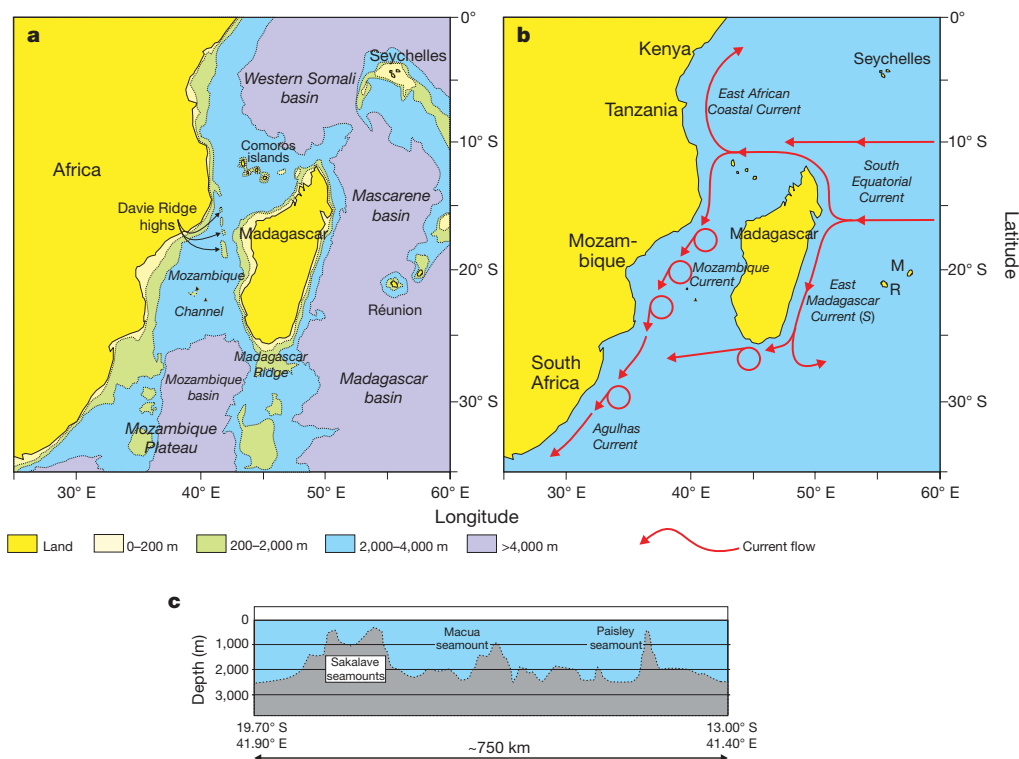 a
0°
Seychelles
Western Somali
basin
10° S
Comoros
islands
Africa
Mascarene
basin
Davie Ridge
highs
Madagascar
Mozambique
Channel
20° S
Réunion
Madagascar
Ridge
Mozambique
basin
Madagascar
basin
30° S
Mozambique
Plateau
30° E
40° E
50° E
60° E
b
0°
Kenya
Seychelles
East African
Coastal Current
Tanzania
10° S
South
Equatorial
Current
Mozam-
bique
Madagascar
Mozambique
Current
M
R
20° S
East
Madagascar
Current (S)
South
Africa
30° S
Agulhas
Current
30° E
40° E
50° E
60° E
Latitude
Longitude
Land
0–200 m
200–2,000 m
2,000–4,000 m
>4,000 m
Current flow
c
Depth (m)
0
1,000
2,000
3,000
Sakalave
seamounts
Macua
seamount
Paisley
seamount
19.70° S
41.90° E
13.00° S
41.40° E
~750 km